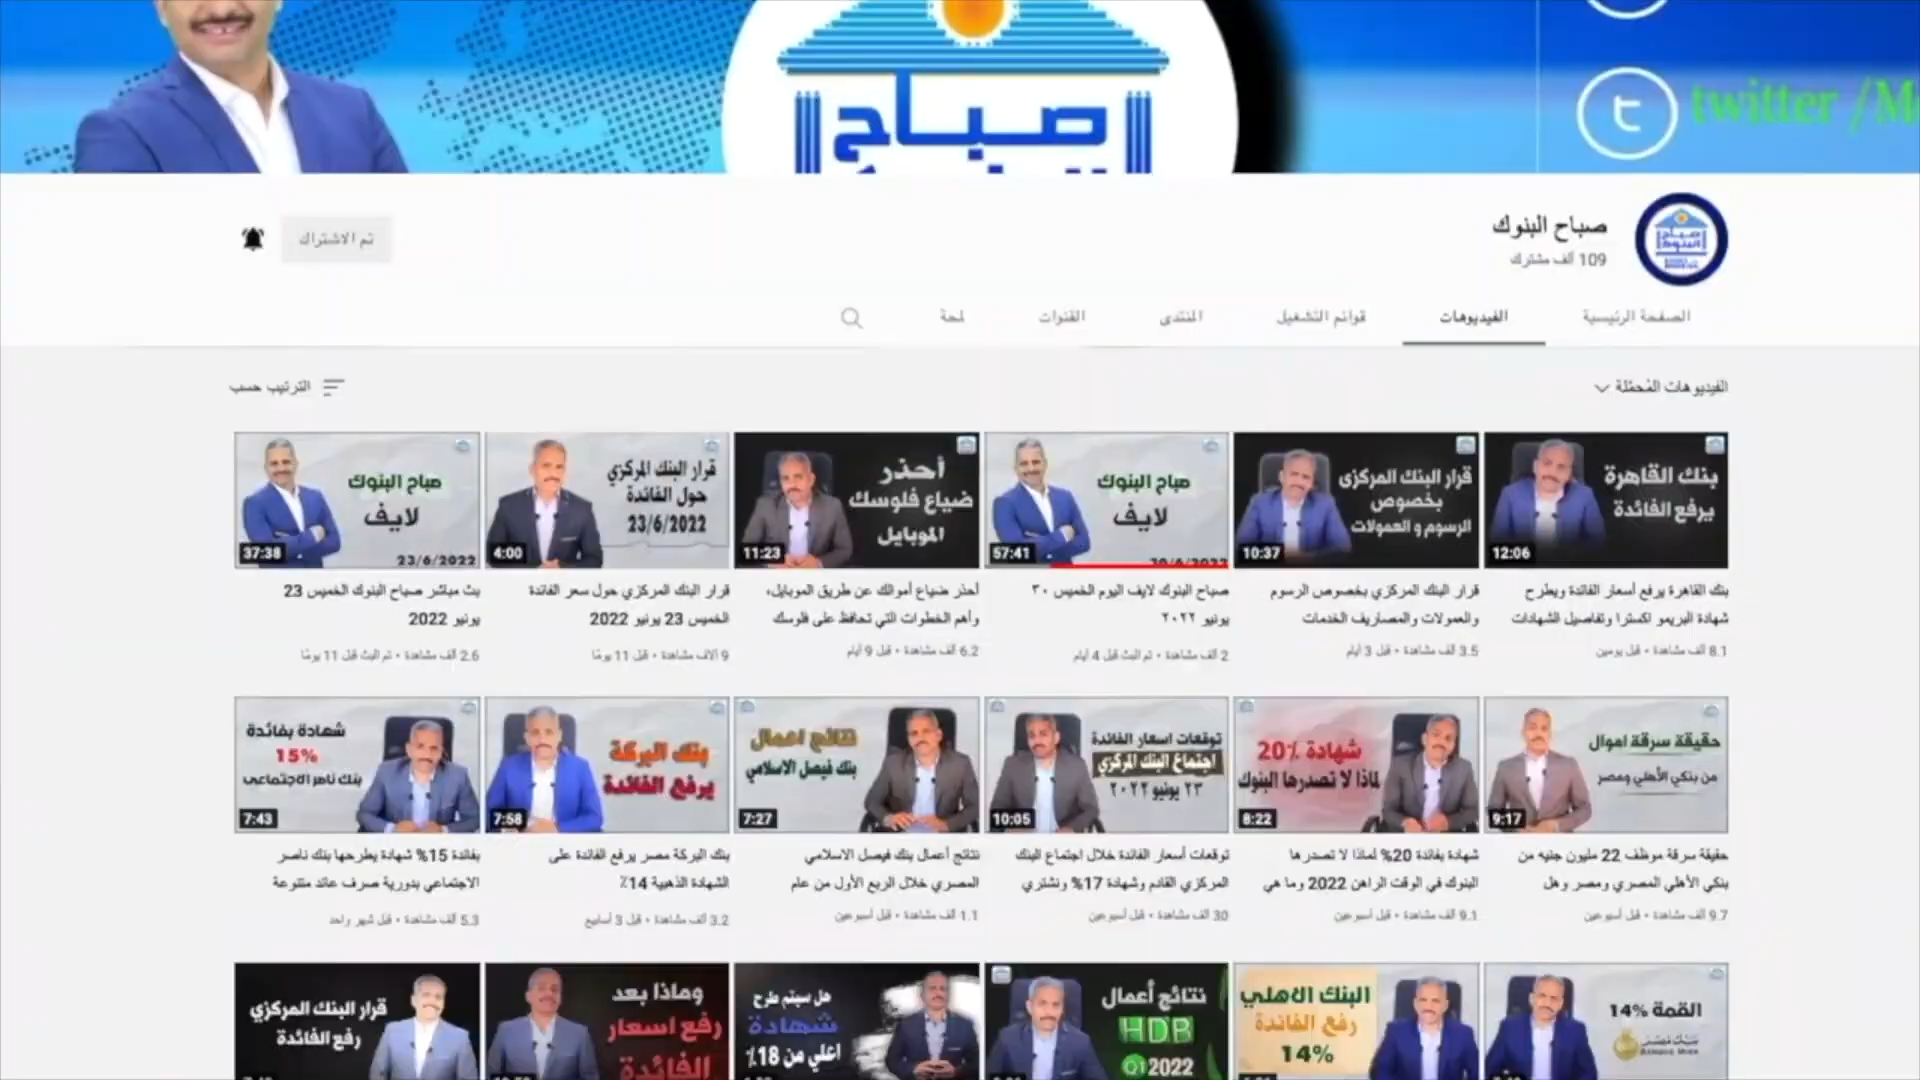 صباح
twitter /M
صباح البنوك
109 ألف مشترك
تم الاشتراك
الصفحة الرئيسية
الفيديوهات
قوائم التشغيل
المنتدى
القنوات
لمحة
الفيديوهات المُحمّلة
الترتيب حسب
بنك القاهرة
يرفع الفائدة
12:06
قرار البنك المركزى
بخصوص
الرسوم و العمولات
10:37
صباح البنوك
لايف
30/6/2022
57:41
أحذر
ضياع فلوسك
الموبايل
11:23
قرار البنك المركزي
حول الفائدة
23/6/2022
4:00
صباح البنوك
لايف
23/6/2022
37:38
بنك القاهرة يرفع أسعار الفائدة ويطرح
شهادة البريمو اكسترا وتفاصيل الشهادات
8.1 ألف مشاهدة • قبل يومين
قرار البنك المركزي بخصوص الرسوم
والعمولات والمصاريف الخدمات
3.5 ألف مشاهدة • قبل 3 أيام
صباح البنوك لايف اليوم الخميس ٣٠
يونيو ٢٠٢٢
2 ألف مشاهدة • تم البث قبل 4 أيام
أحذر ضياع أموالك عن طريق الموبايل،
وأهم الخطوات التي تحافظ على فلوسك
6.2 ألف مشاهدة • قبل 9 أيام
قرار البنك المركزي حول سعر الفائدة
الخميس 23 يونيو 2022
9 آلاف مشاهدة • قبل 11 يومًا
بث مباشر صباح البنوك الخميس 23
يونيو 2022
2.6 ألف مشاهدة • تم البث قبل 11 يومًا
حقيقة سرقة اموال
من بنكي الأهلي ومصر
9:17
شهادة 20٪
لماذا لا تصدرها البنوك
8:22
توقعات اسعار الفائدة
اجتماع البنك المركزي
٢٣ يونيو ٢٠٢٢
10:05
نتائج اعمال
بنك فيصل الاسلامي
7:27
بنك البركة
يرفع الفائدة
7:58
شهادة بفائدة
15%
بنك ناصر الاجتماعى
7:43
حقيقة سرقة موظف 22 مليون جنيه من
بنكي الأهلي المصري ومصر وهل
9.7 ألف مشاهدة • قبل أسبوعين
شهادة بفائدة 20% لماذا لا تصدرها
البنوك في الوقت الراهن 2022 وما هي
9.1 ألف مشاهدة • قبل أسبوعين
توقعات أسعار الفائدة خلال اجتماع البنك
المركزي القادم وشهادة 17% ونشتري
30 ألف مشاهدة • قبل أسبوعين
نتائج أعمال بنك فيصل الاسلامي
المصري خلال الربع الأول من عام
1.1 ألف مشاهدة • قبل أسبوعين
بنك البركة مصر يرفع الفائدة على
الشهادة الذهبية 14٪
3.2 ألف مشاهدة • قبل 3 أسابيع
بفائدة 15% شهادة يطرحها بنك ناصر
الاجتماعي بدورية صرف عائد متنوعة
5.3 ألف مشاهدة • قبل شهر واحد
القمة 14%
بنك مصر
BANQUE MISR
البنك الاهلي
رفع الفائدة
14%
نتائج أعمال
HDB
Q1 2022
هل سيتم طرح
شهادة
اعلي من 18٪
وماذا بعد
رفع اسعار
الفائدة
قرار البنك المركزي
رفع الفائدة